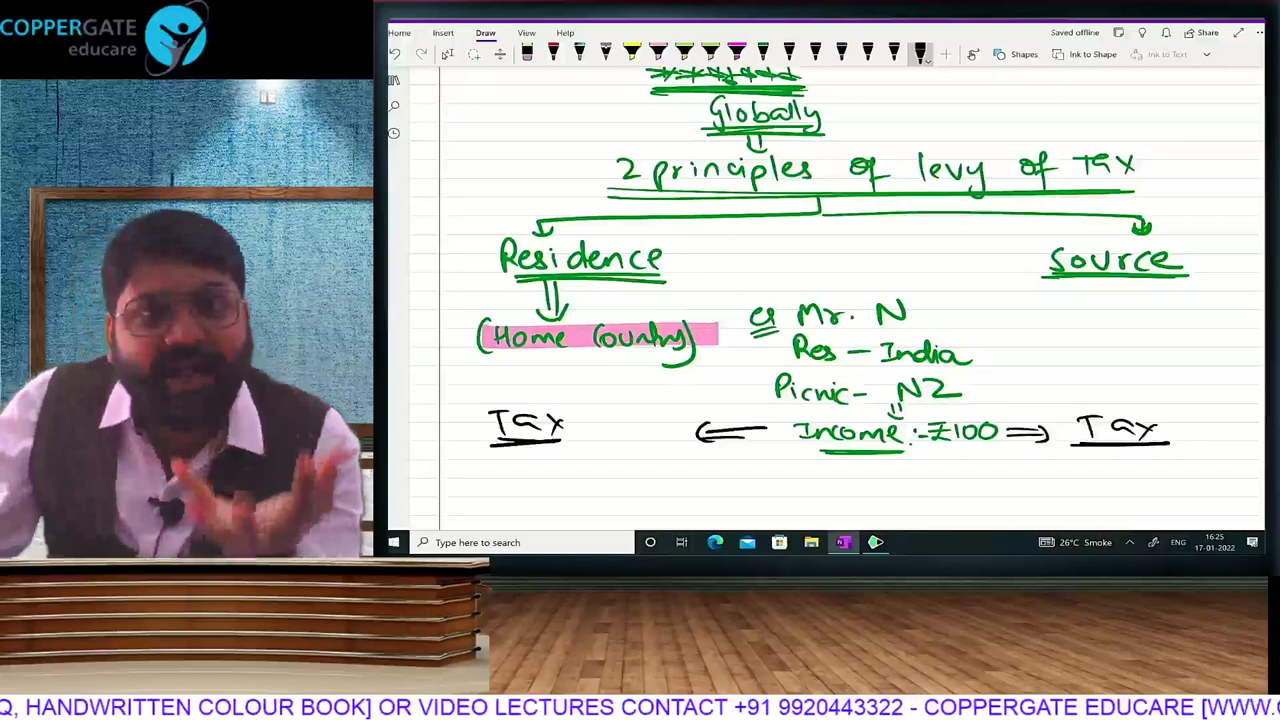 COPPERGATE
educare
Home Insert Draw View Help
Saved offline
Share
Shapes
Ink to Shape
Ink to Text
Globally
2 principles of levy of Tax
Residence
Source
(Home Country)
eg Mr. N
Res - India
Picnic - NZ
Tax
Income :- ₹100
Tax
Type here to search
26°C Smoke
ENG
16:25
17-01-2022
Q, HANDWRITTEN COLOUR BOOK] OR VIDEO LECTURES CONTACT +91 9920443322 - COPPERGATE EDUCARE [WWW.